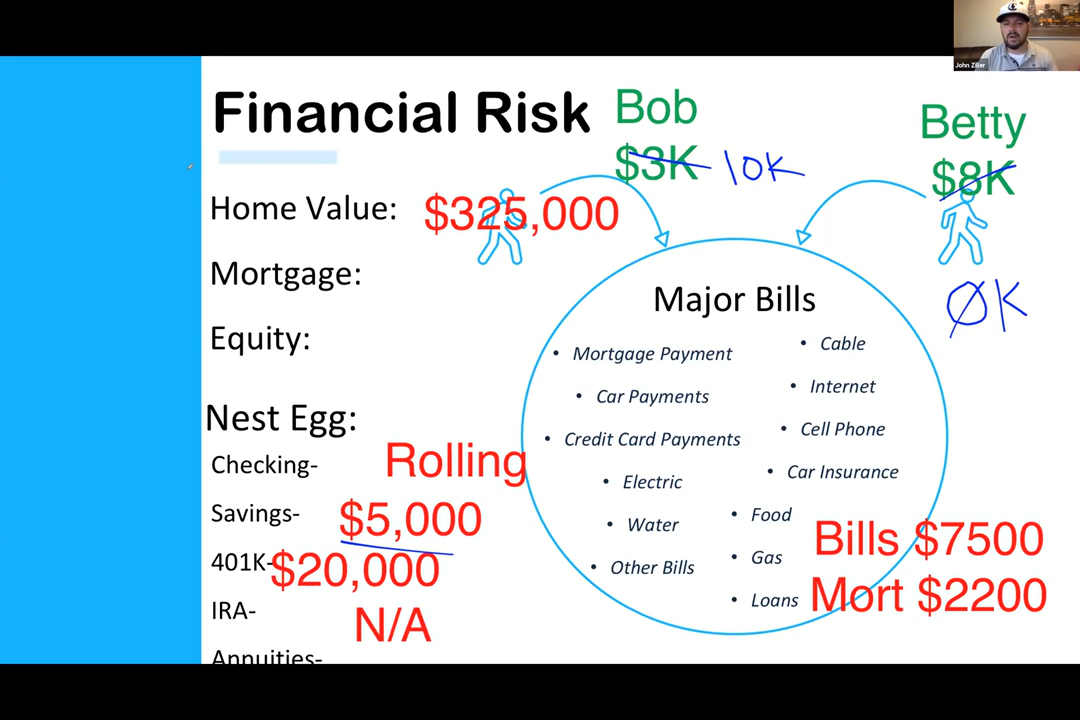 John Ziller
Financial Risk
Bob
$3K 10K
Betty
$8K
0K
Home Value: $325,000
Mortgage:
Equity:
Nest Egg:
Checking- Rolling
Savings- $5,000
401K- $20,000
IRA- N/A
Annuities-
Major Bills
• Mortgage Payment
• Car Payments
• Credit Card Payments
• Electric
• Water
• Other Bills
• Cable
• Internet
• Cell Phone
• Car Insurance
• Food
• Gas
• Loans
Bills $7500
Mort $2200